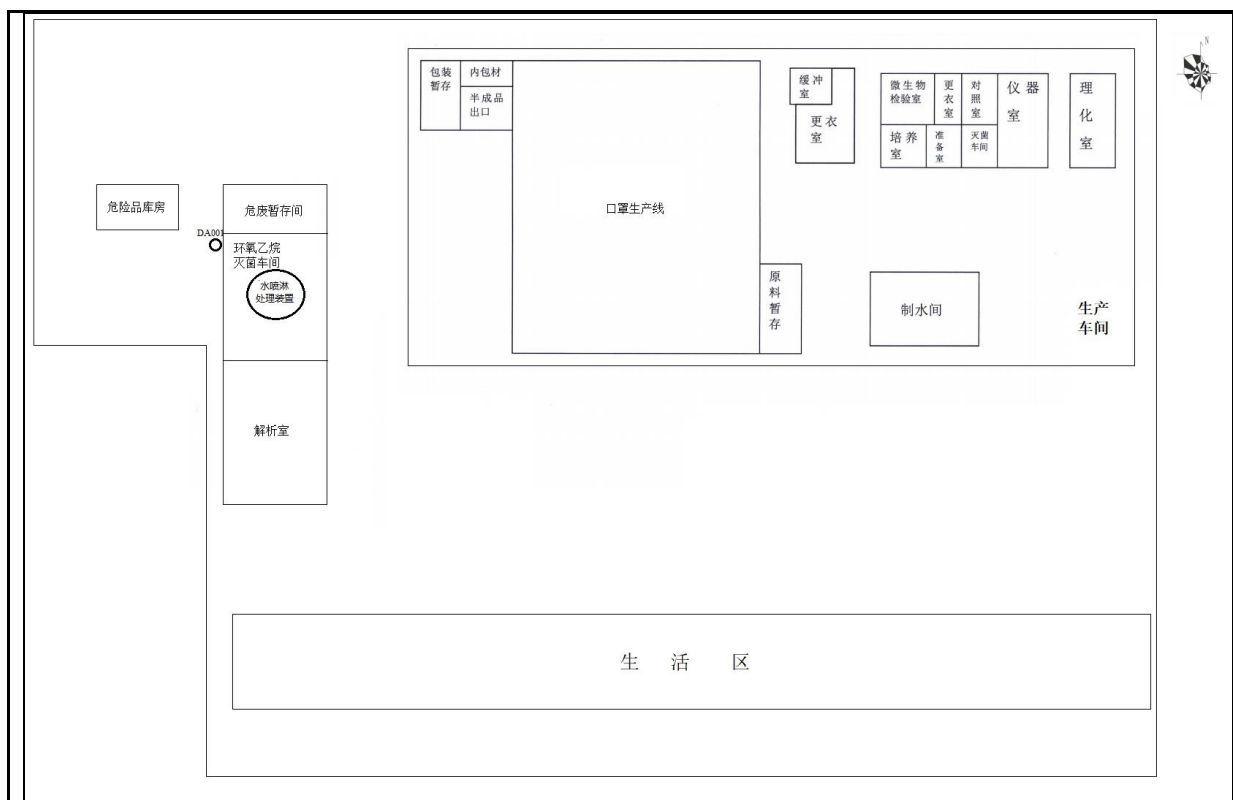 N
包装
暂存
内包材
半成品
出口
缓冲
室
更衣
室
微生物
检验室
更
衣
室
对
照
室
仪器
室
培养
室
准
备
室
灭菌
车间
理
化
室
危险品库房
危废暂存间
口罩生产线
DA001
环氧乙烷
灭菌车间
水喷淋
处理装置
原
料
暂
存
制水间
生产
车间
解析室
生 活 区